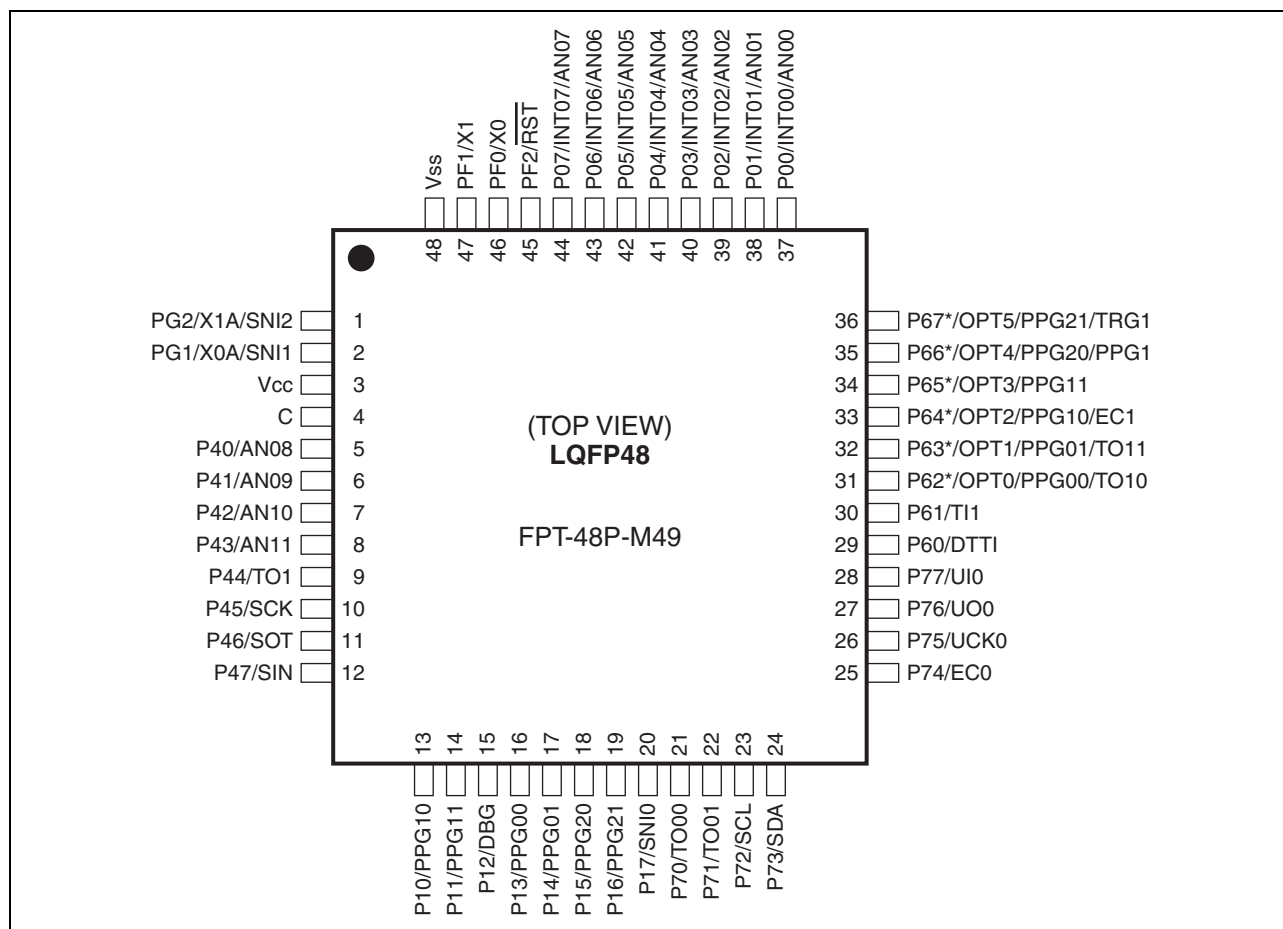 Vss
PF1/X1
PF0/X0
PF2/RST
P07/INT07/AN07
P06/INT06/AN06
P05/INT05/AN05
P04/INT04/AN04
P03/INT03/AN03
P02/INT02/AN02
P01/INT01/AN01
P00/INT00/AN00
48
47
46
45
44
43
42
41
40
39
38
37
PG2/X1A/SNI2 1
PG1/X0A/SNI1 2
Vcc 3
C 4
P40/AN08 5
P41/AN09 6
P42/AN10 7
P43/AN11 8
P44/TO1 9
P45/SCK 10
P46/SOT 11
P47/SIN 12
(TOP VIEW)
LQFP48
FPT-48P-M49
36 P67*/OPT5/PPG21/TRG1
35 P66*/OPT4/PPG20/PPG1
34 P65*/OPT3/PPG11
33 P64*/OPT2/PPG10/EC1
32 P63*/OPT1/PPG01/TO11
31 P62*/OPT0/PPG00/TO10
30 P61/TI1
29 P60/DTTI
28 P77/UI0
27 P76/UO0
26 P75/UCK0
25 P74/EC0
13
14
15
16
17
18
19
20
21
22
23
24
P10/PPG10
P11/PPG11
P12/DBG
P13/PPG00
P14/PPG01
P15/PPG20
P16/PPG21
P17/SNI0
P70/TO00
P71/TO01
P72/SCL
P73/SDA